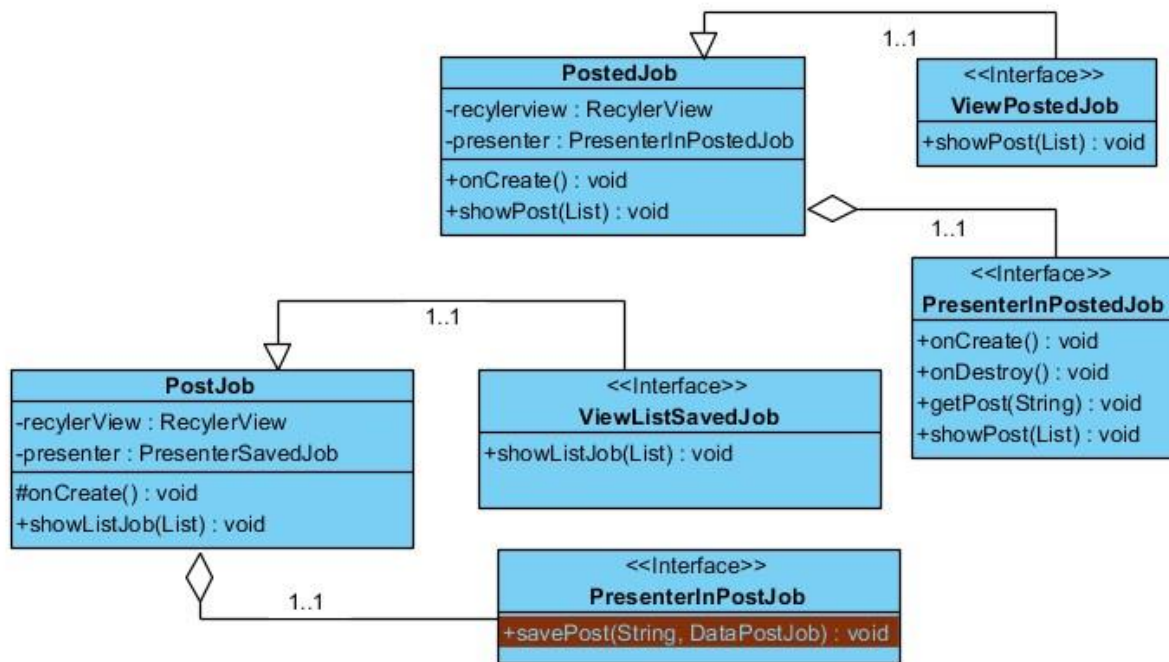 1..1
PostedJob
-recylerview : RecylerView
-presenter : PresenterInPostedJob
+onCreate() : void
+showPost(List) : void
<<Interface>>
ViewPostedJob
+showPost(List) : void
1..1
<<Interface>>
PresenterInPostedJob
+onCreate() : void
+onDestroy() : void
+getPost(String) : void
+showPost(List) : void
1..1
PostJob
-recylerView : RecylerView
-presenter : PresenterSavedJob
#onCreate() : void
+showListJob(List) : void
<<Interface>>
ViewListSavedJob
+showListJob(List) : void
1..1
<<Interface>>
PresenterInPostJob
+savePost(String, DataPostJob) : void